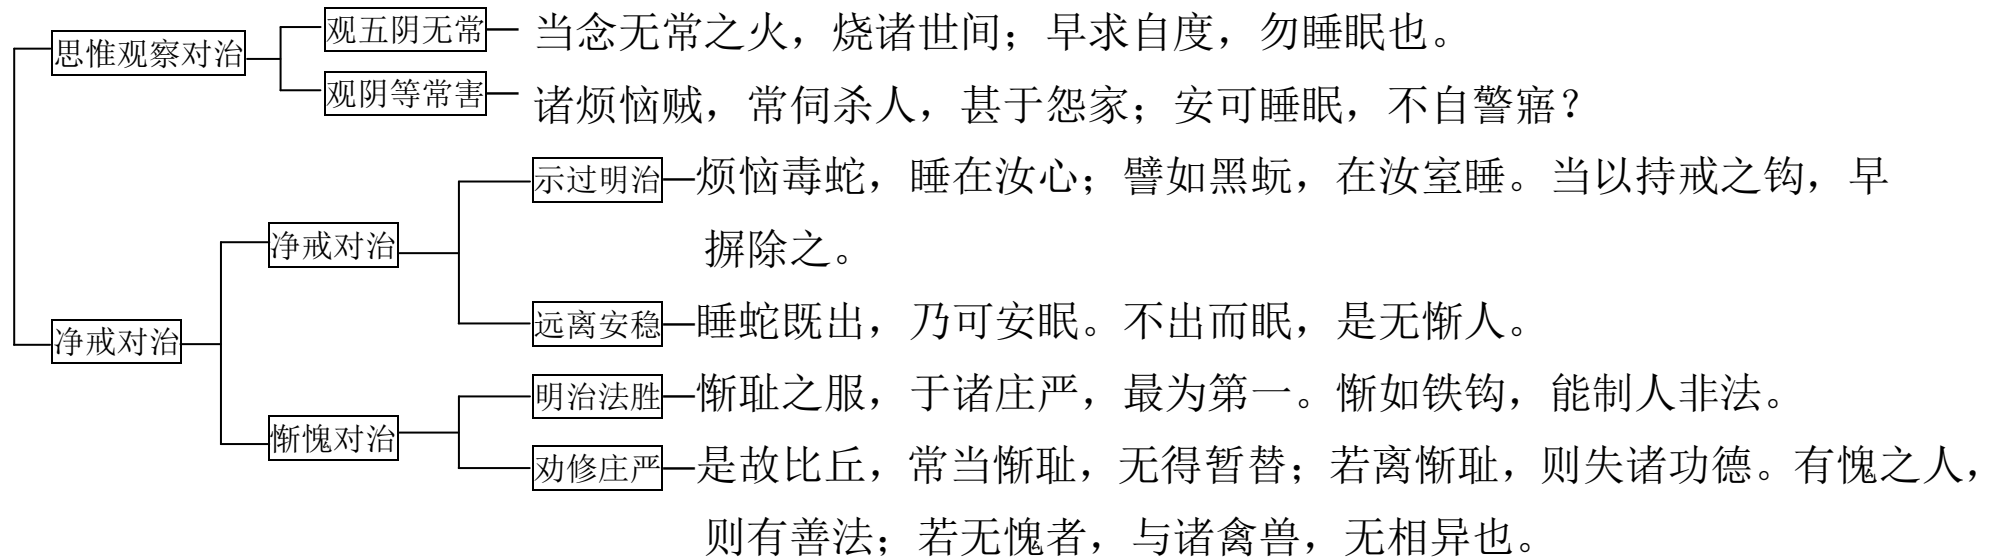 思惟观察对治
观五阴无常 当念无常之火，烧诸世间；早求自度，勿睡眠也。
观阴等常害 诸烦恼贼，常伺杀人，甚于怨家；安可睡眠，不自警寤？
净戒对治
净戒对治
示过明治 烦恼毒蛇，睡在汝心；譬如黑蚖，在汝室睡。当以持戒之钩，早
摒除之。
远离安稳 睡蛇既出，乃可安眠。不出而眠，是无惭人。
惭愧对治
明治法胜 惭耻之服，于诸庄严，最为第一。惭如铁钩，能制人非法。
劝修庄严 是故比丘，常当惭耻，无得暂替；若离惭耻，则失诸功德。有愧之人，
则有善法；若无愧者，与诸禽兽，无相异也。